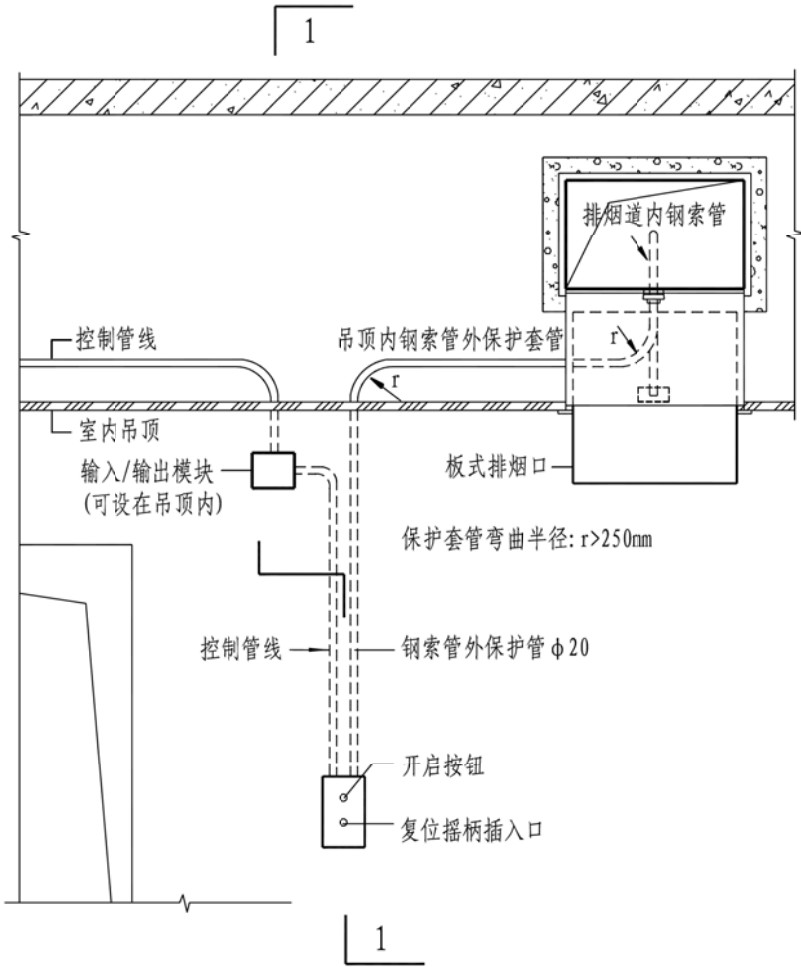 1
排烟道内钢索管
控制管线
吊顶内钢索管外保护套管
r
r
室内吊顶
输入/输出模块
(可设在吊顶内)
板式排烟口
保护套管弯曲半径: r>250mm
控制管线
钢索管外保护管ϕ20
开启按钮
复位摇柄插入口
1